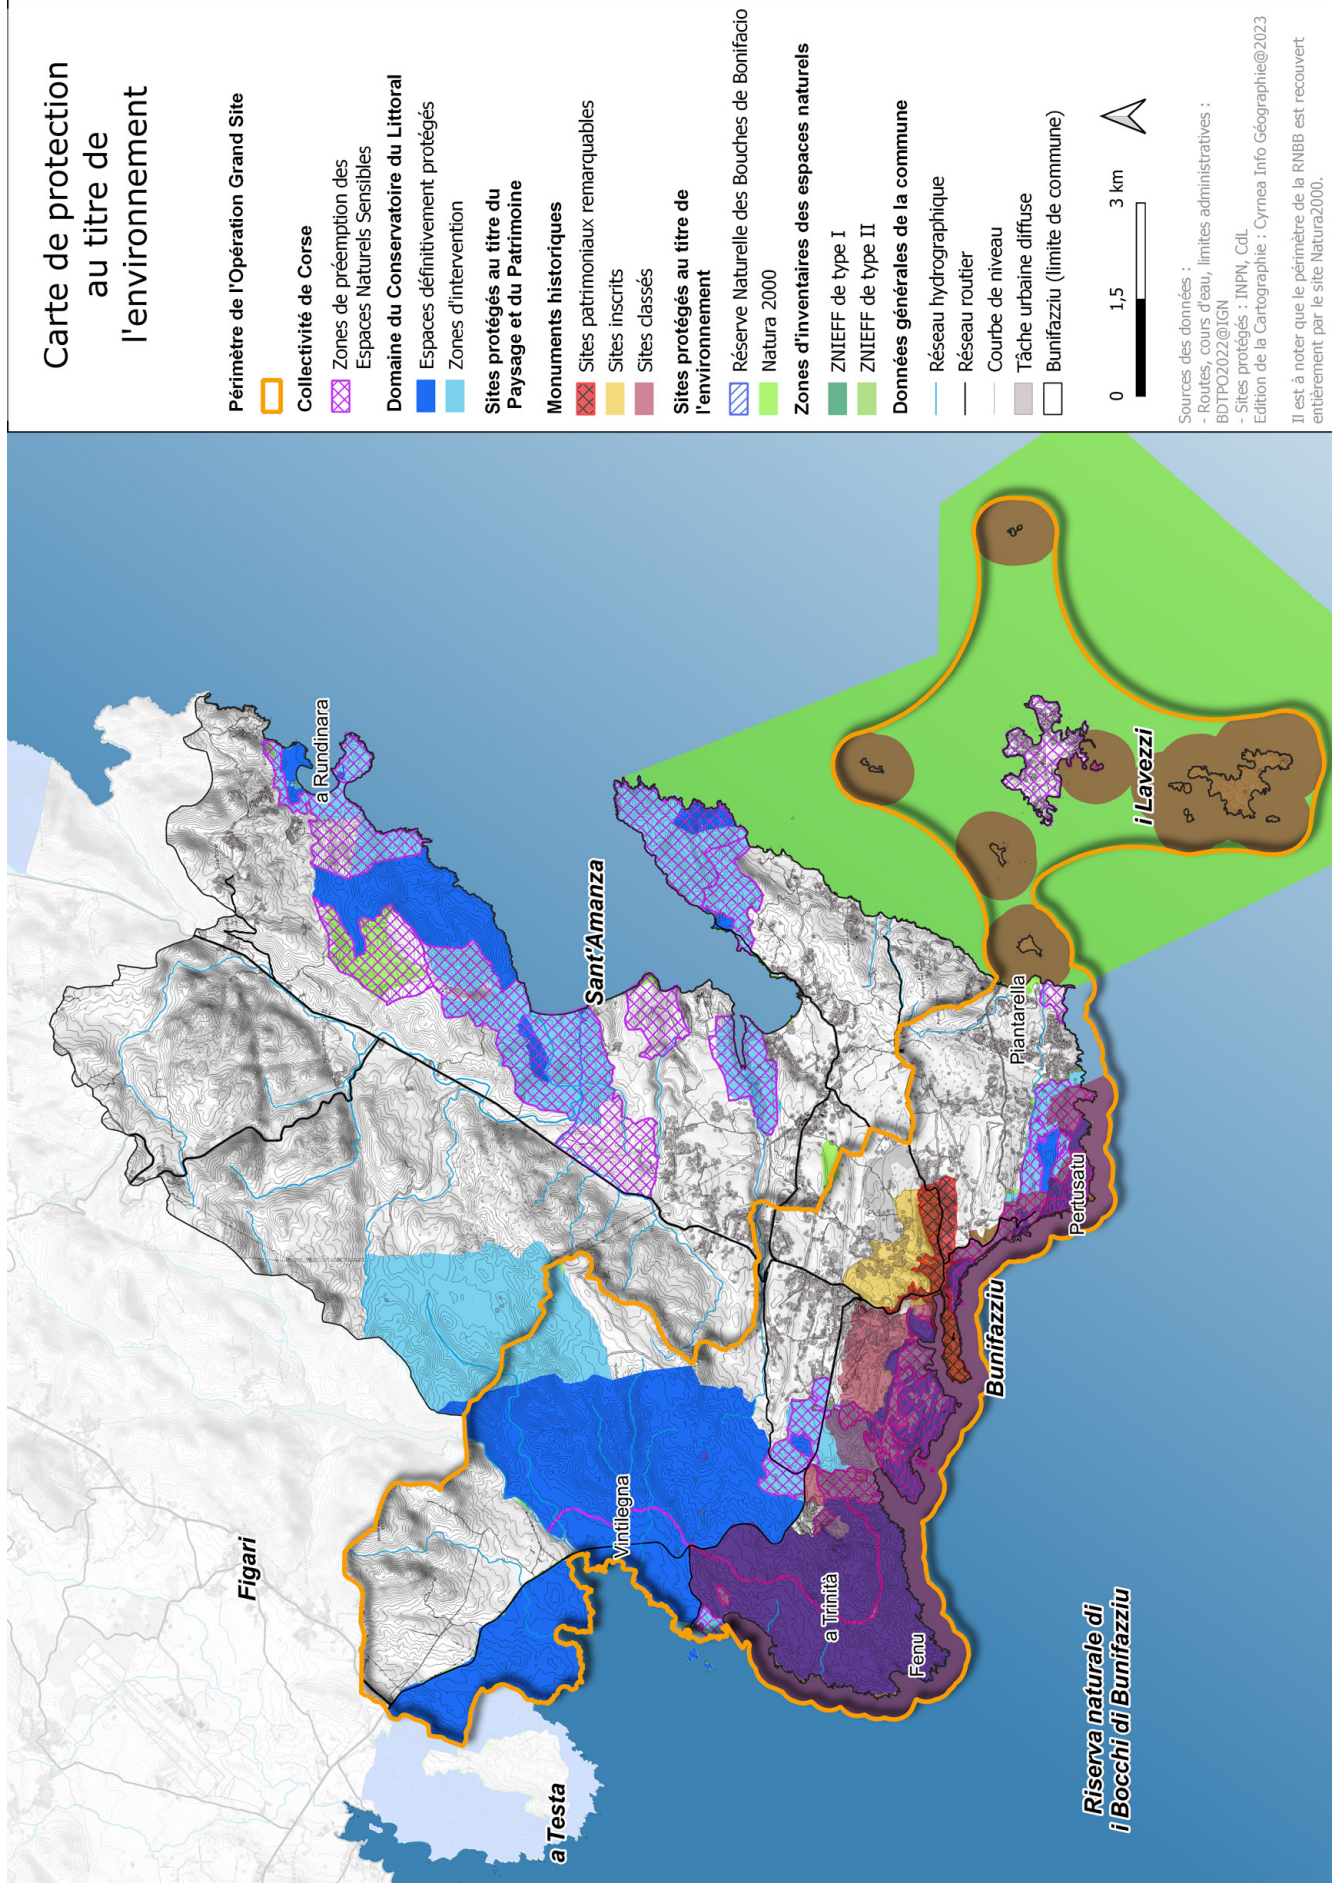 Carte de protection
au titre de
l'environnement
Périmètre de l'Opération Grand Site
Collectivité de Corse
Zones de préemption des
Espaces Naturels Sensibles
Domaine du Conservatoire du Littoral
Espaces définitivement protégés
Zones d'intervention
Sites protégés au titre du
Paysage et du Patrimoine
Monuments historiques
Sites patrimoniaux remarquables
Sites inscrits
Sites classés
Sites protégés au titre de
l'environnement
Réserve Naturelle des Bouches de Bonifacio
Natura 2000
Zones d'inventaires des espaces naturels
ZNIEFF de type I
ZNIEFF de type II
Données générales de la commune
Réseau hydrographique
Réseau routier
Courbe de niveau
Tâche urbaine diffuse
Bunifazziu (limite de commune)
0 1,5 3 km
Sources des données :
- Routes, cours d'eau, limites administratives :
BDTPO2022@IGN
- Sites protégés : INPN, CdL
Edition de la Cartographie : Cyrnea Info Géographie@2023
Il est à noter que le périmètre de la RNBB est recouvert
entièrement par le site Natura2000.
Figari
a Rundinara
a Testa
Vintilegna
Sant'Amanza
a Trinità
Fenu
Bunifazziu
Piantarella
Pertusatu
i Lavezzi
Riserva naturale di
i Bocchi di Bunifazziu